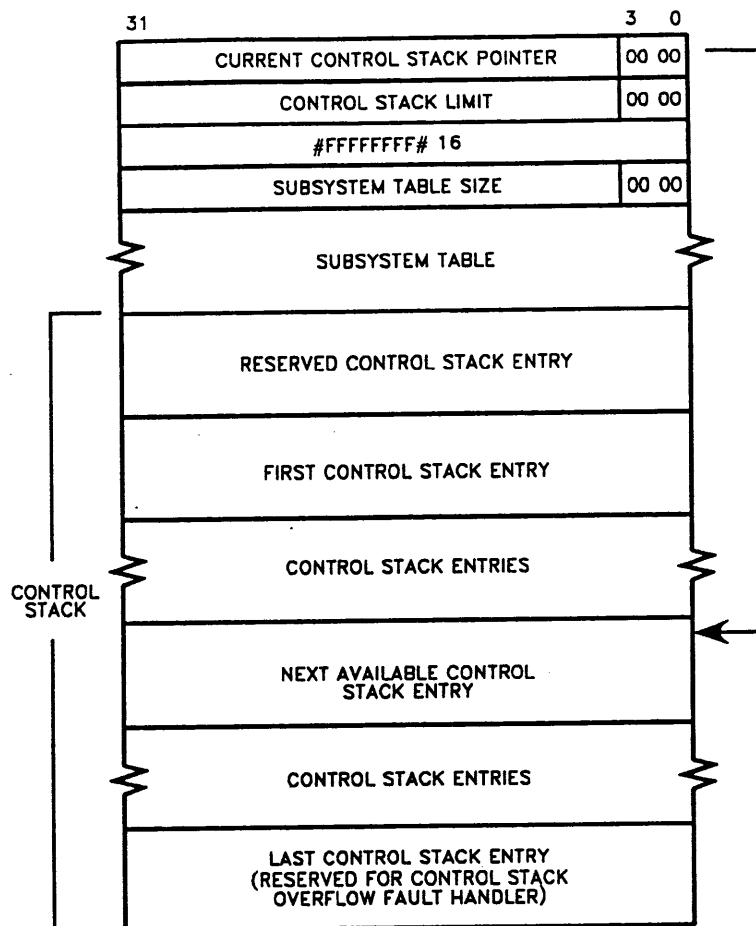 31 3 0
CURRENT CONTROL STACK POINTER 00 00
CONTROL STACK LIMIT 00 00
#FFFFFFFF# 16
SUBSYSTEM TABLE SIZE 00 00
SUBSYSTEM TABLE
RESERVED CONTROL STACK ENTRY
FIRST CONTROL STACK ENTRY
CONTROL STACK ENTRIES
CONTROL
STACK
NEXT AVAILABLE CONTROL
STACK ENTRY
CONTROL STACK ENTRIES
LAST CONTROL STACK ENTRY
(RESERVED FOR CONTROL STACK
OVERFLOW FAULT HANDLER)